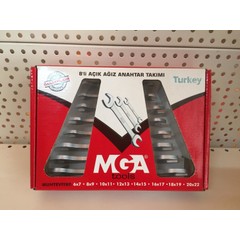 8'li AÇIK AĞIZ ANAHTAR TAKIMI
Turkey
MGA
tools
6x7 • 8x9 • 10x11 • 12x13 • 14x15 • 16x17 • 18x19 • 20x22